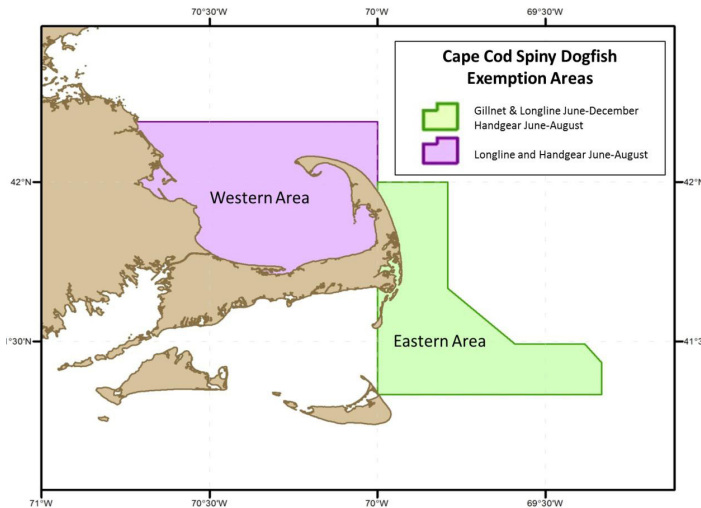 70°30'W 70°W 69°30'W
Cape Cod Spiny Dogfish
Exemption Areas
Gillnet & Longline June-December
Handgear June-August
Longline and Handgear June-August
42°N 42°N
Western Area
Eastern Area
1°30'N 41°3
71°W 70°30'W 70°W 69°30'W